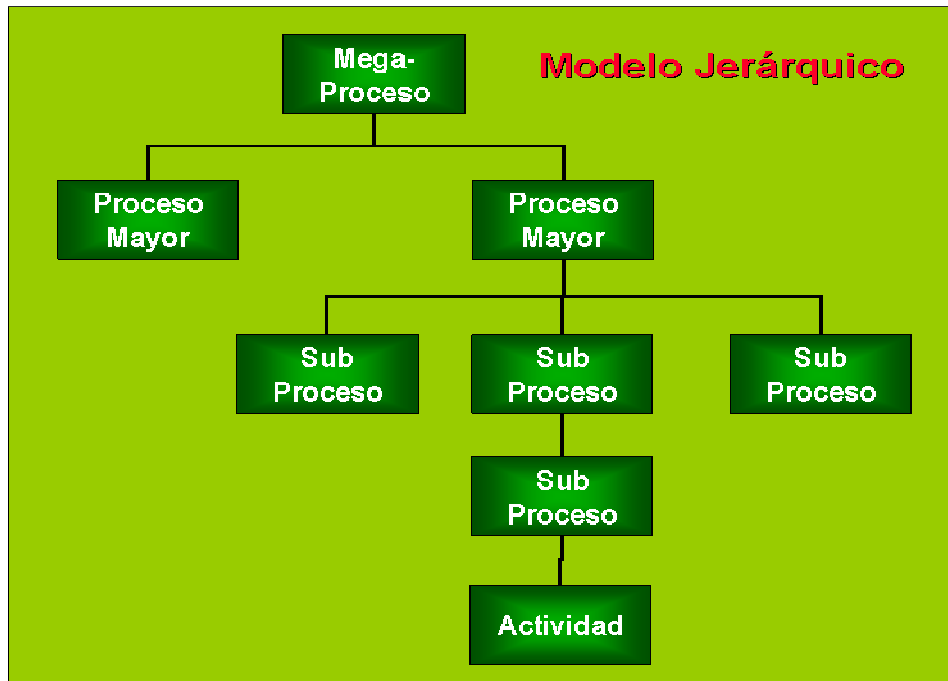 Mega-
Proceso
Modelo Jerárquico
Proceso
Mayor
Proceso
Mayor
Sub
Proceso
Sub
Proceso
Sub
Proceso
Sub
Proceso
Actividad